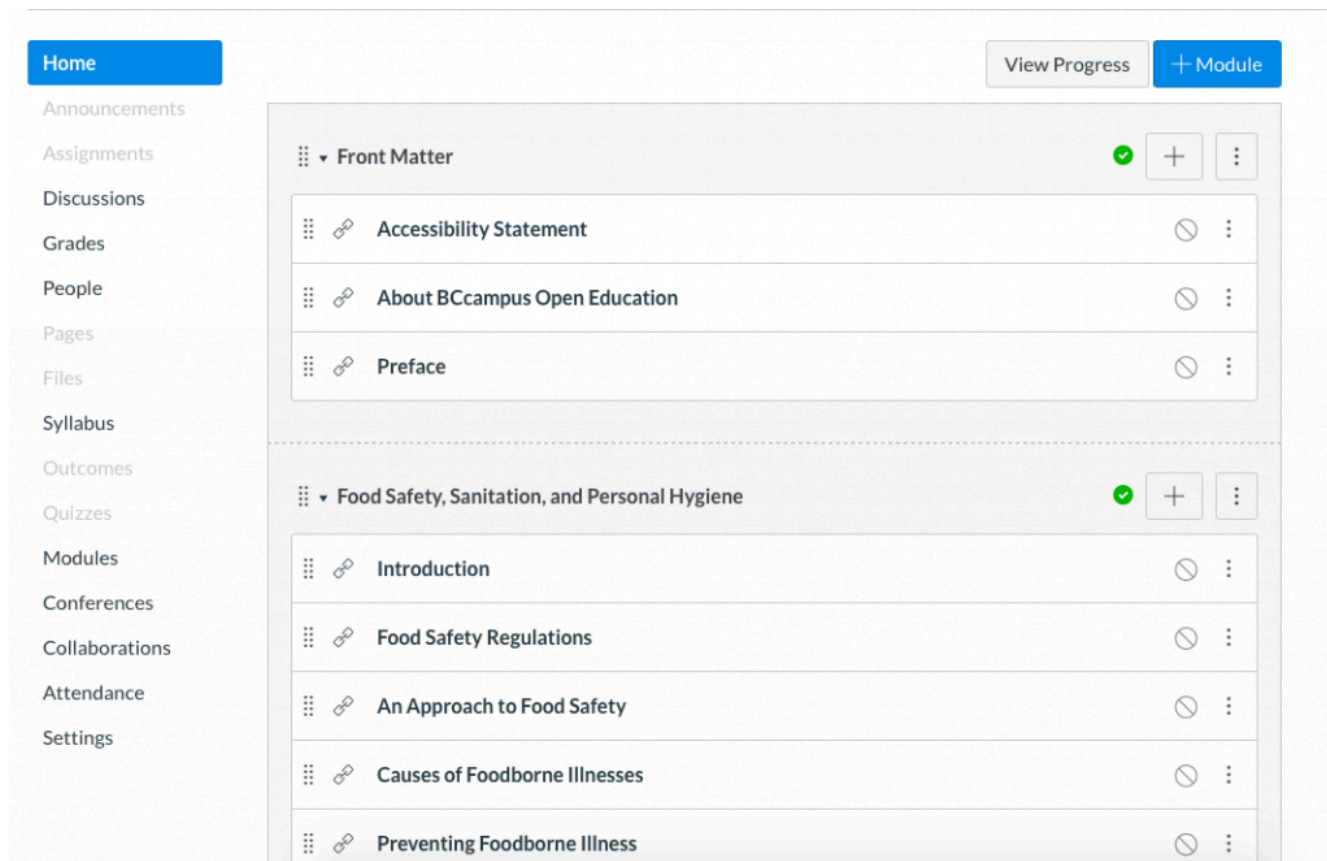 Home
View Progress
+ Module
Announcements
Assignments
Discussions
Grades
People
Pages
Files
Syllabus
Outcomes
Quizzes
Modules
Conferences
Collaborations
Attendance
Settings
Front Matter
Accessibility Statement
About BCcampus Open Education
Preface
Food Safety, Sanitation, and Personal Hygiene
Introduction
Food Safety Regulations
An Approach to Food Safety
Causes of Foodborne Illnesses
Preventing Foodborne Illness